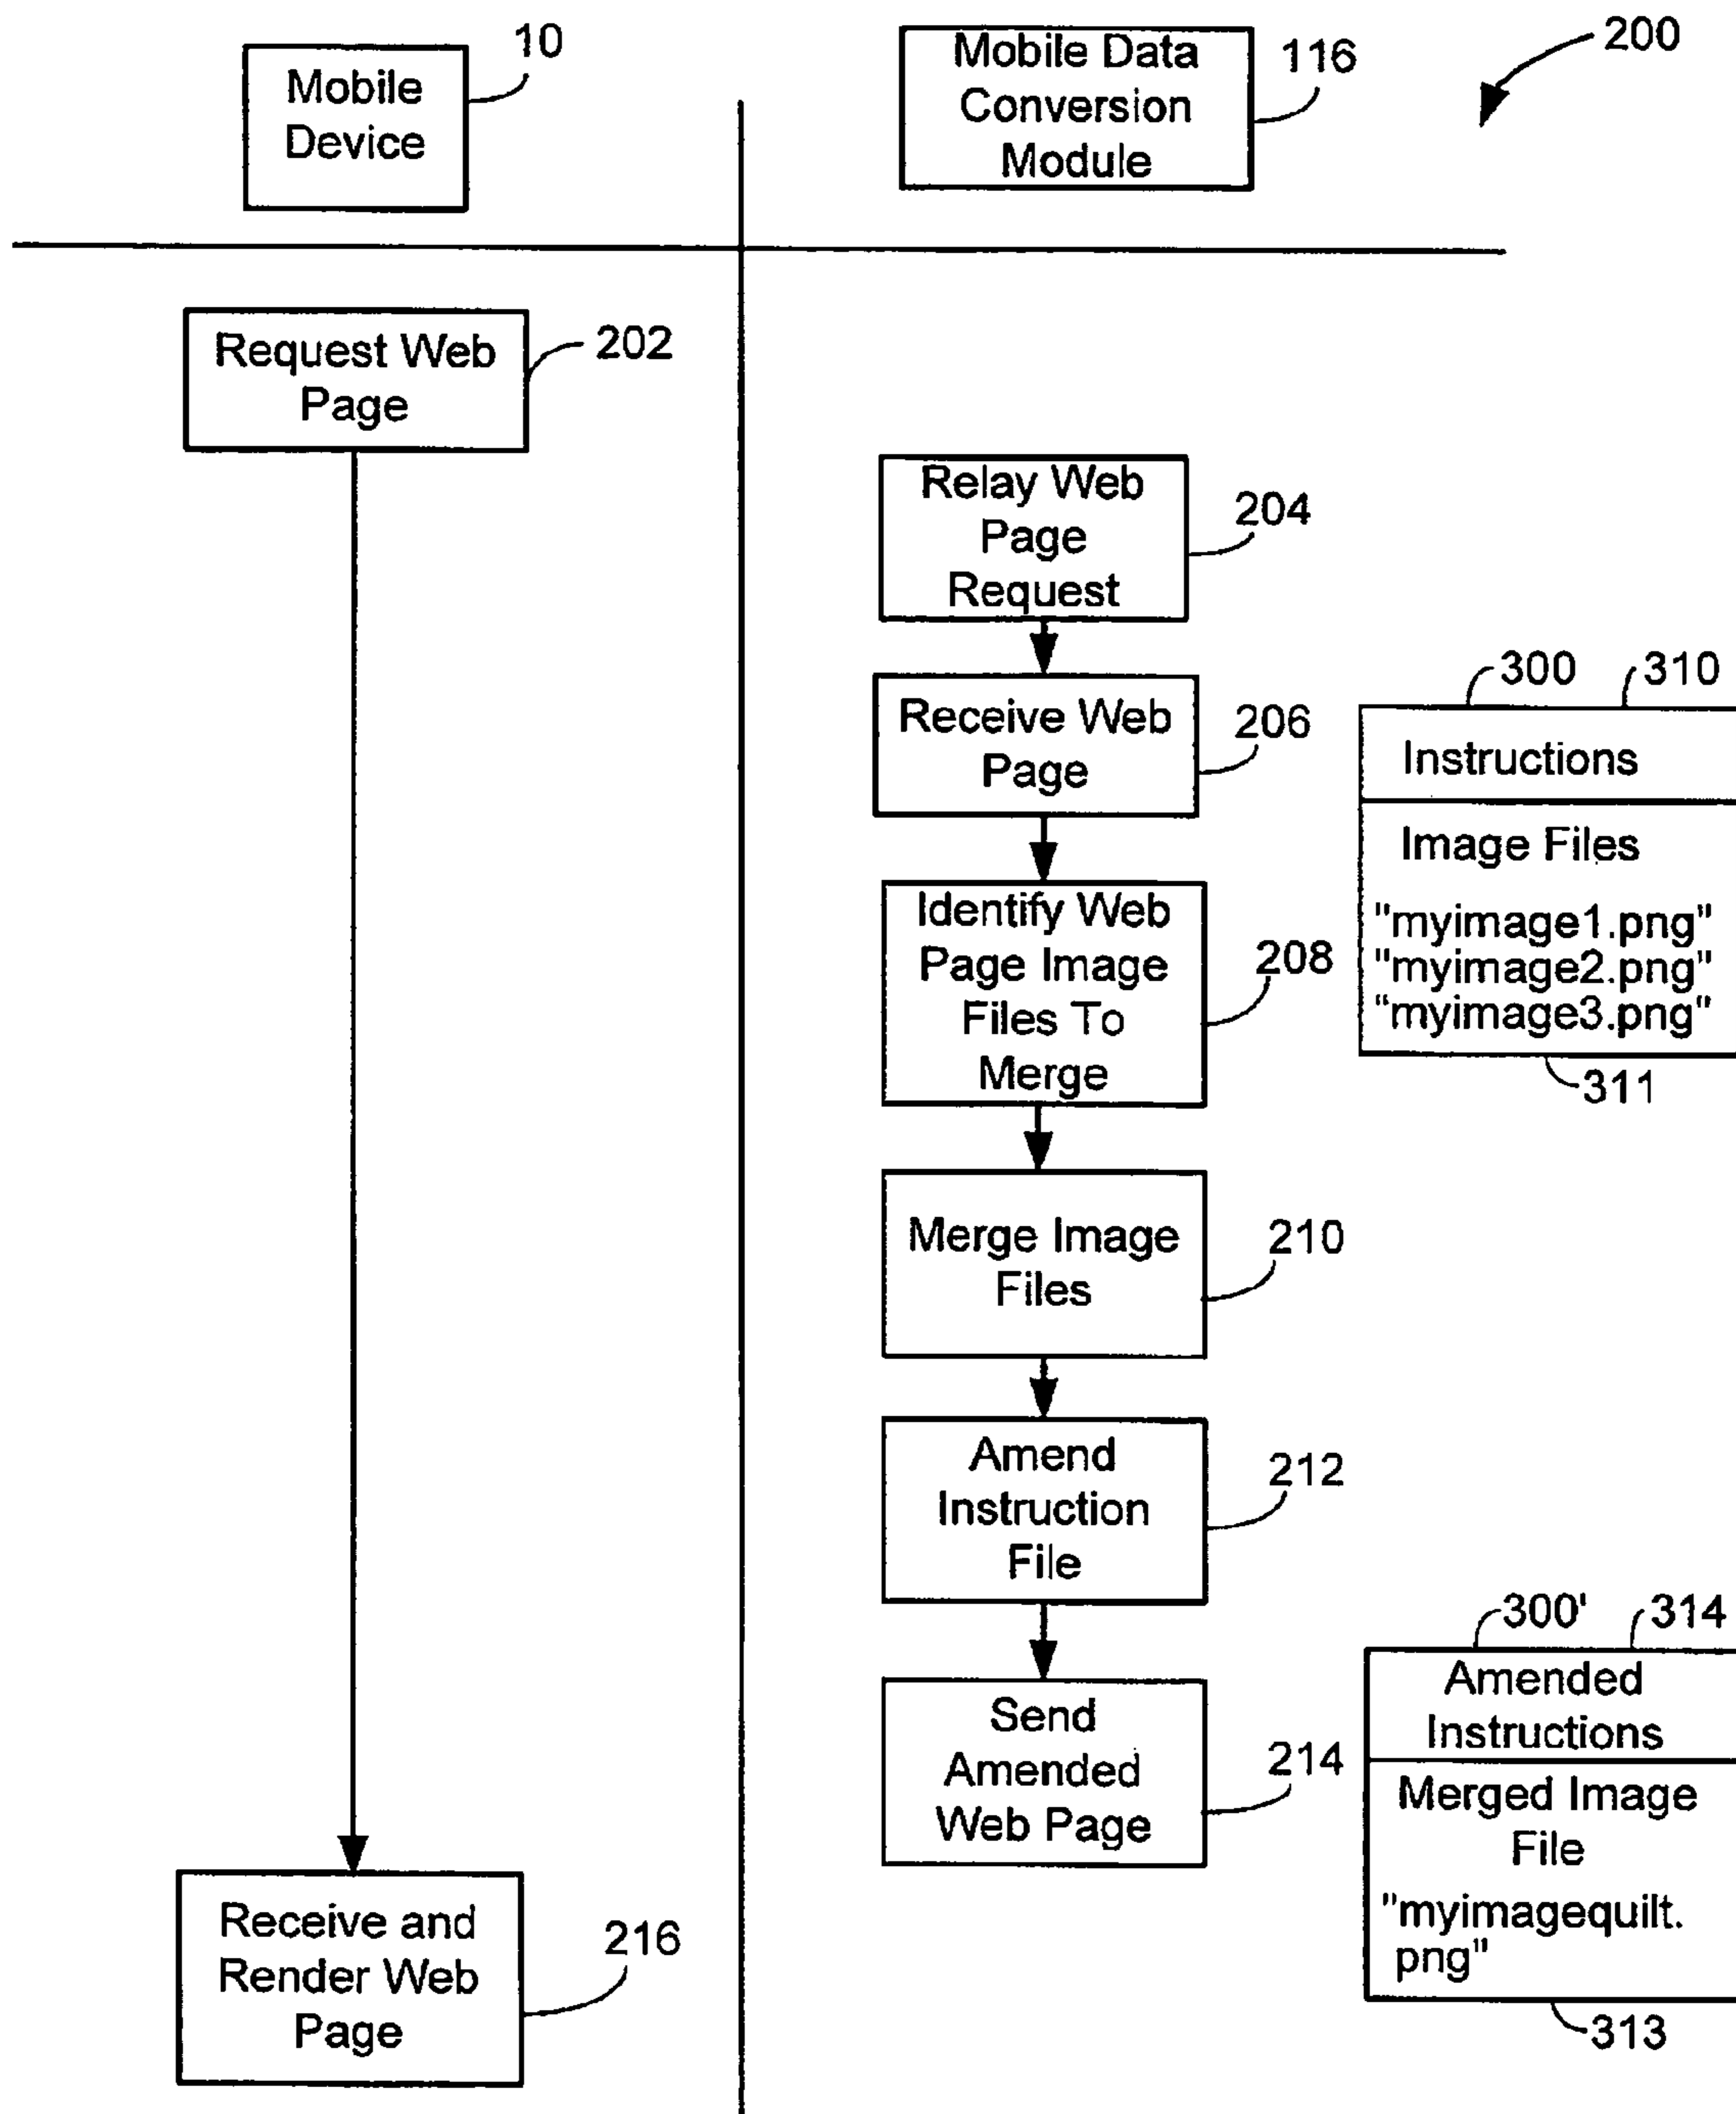 Mobile
Device
10
Mobile Data
Conversion
Module
116
200
Request Web
Page
202
Relay Web
Page
Request
204
Receive Web
Page
206
300
310
Instructions
Image Files
"myimage1.png"
"myimage2.png"
"myimage3.png"
311
Identify Web
Page Image
Files To
Merge
208
Merge Image
Files
210
Amend
Instruction
File
212
Send
Amended
Web Page
214
300'
314
Amended
Instructions
Merged Image
File
"myimagequilt.
png"
313
Receive and
Render Web
Page
216